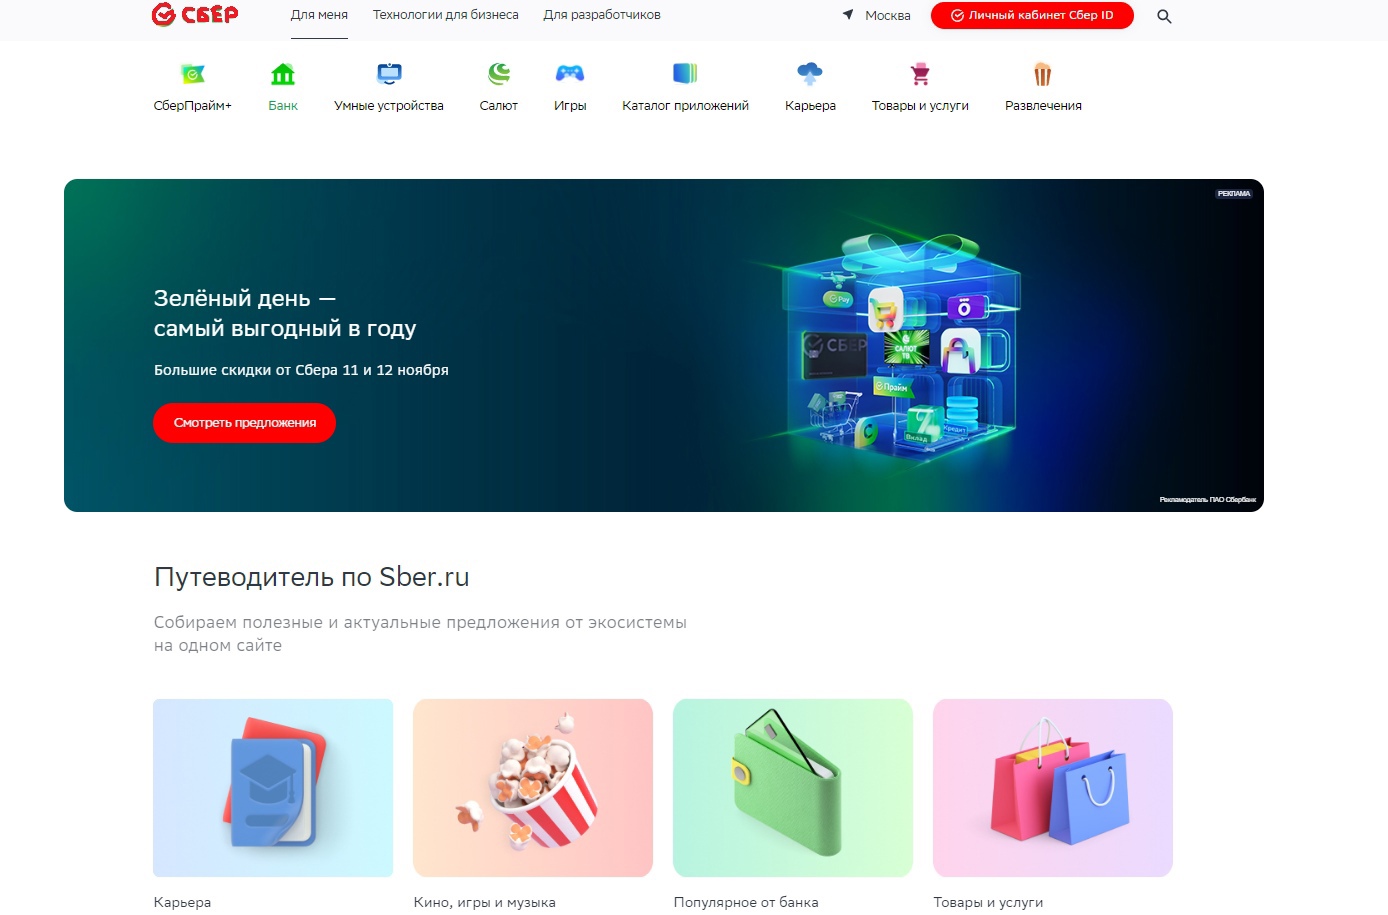 СБЕР
Для меня
Технологии для бизнеса
Для разработчиков
Москва
Личный кабинет Сбер ID
СберПрайм+
Банк
Умные устройства
Салют
Игры
Каталог приложений
Карьера
Товары и услуги
Развлечения
РЕКЛАМА
Зелёный день —
самый выгодный в году
Большие скидки от Сбера 11 и 12 ноября
Смотреть предложения
Pay
СБЕР
САЛЮТ
ТВ
Прайм
Вклад
Кредит
Рекламодатель ПАО Сбербанк
Путеводитель по Sber.ru
Собираем полезные и актуальные предложения от экосистемы
на одном сайте
Карьера
Кино, игры и музыка
Популярное от банка
Товары и услуги